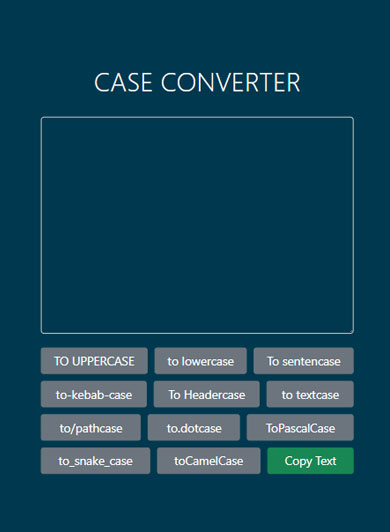 CASE CONVERTER
TO UPPERCASE to lowercase To sentencase
to-kebab-case To Headercase to textcase
to/pathcase to.dotcase ToPascalCase
to_snake_case toCamelCase Copy Text